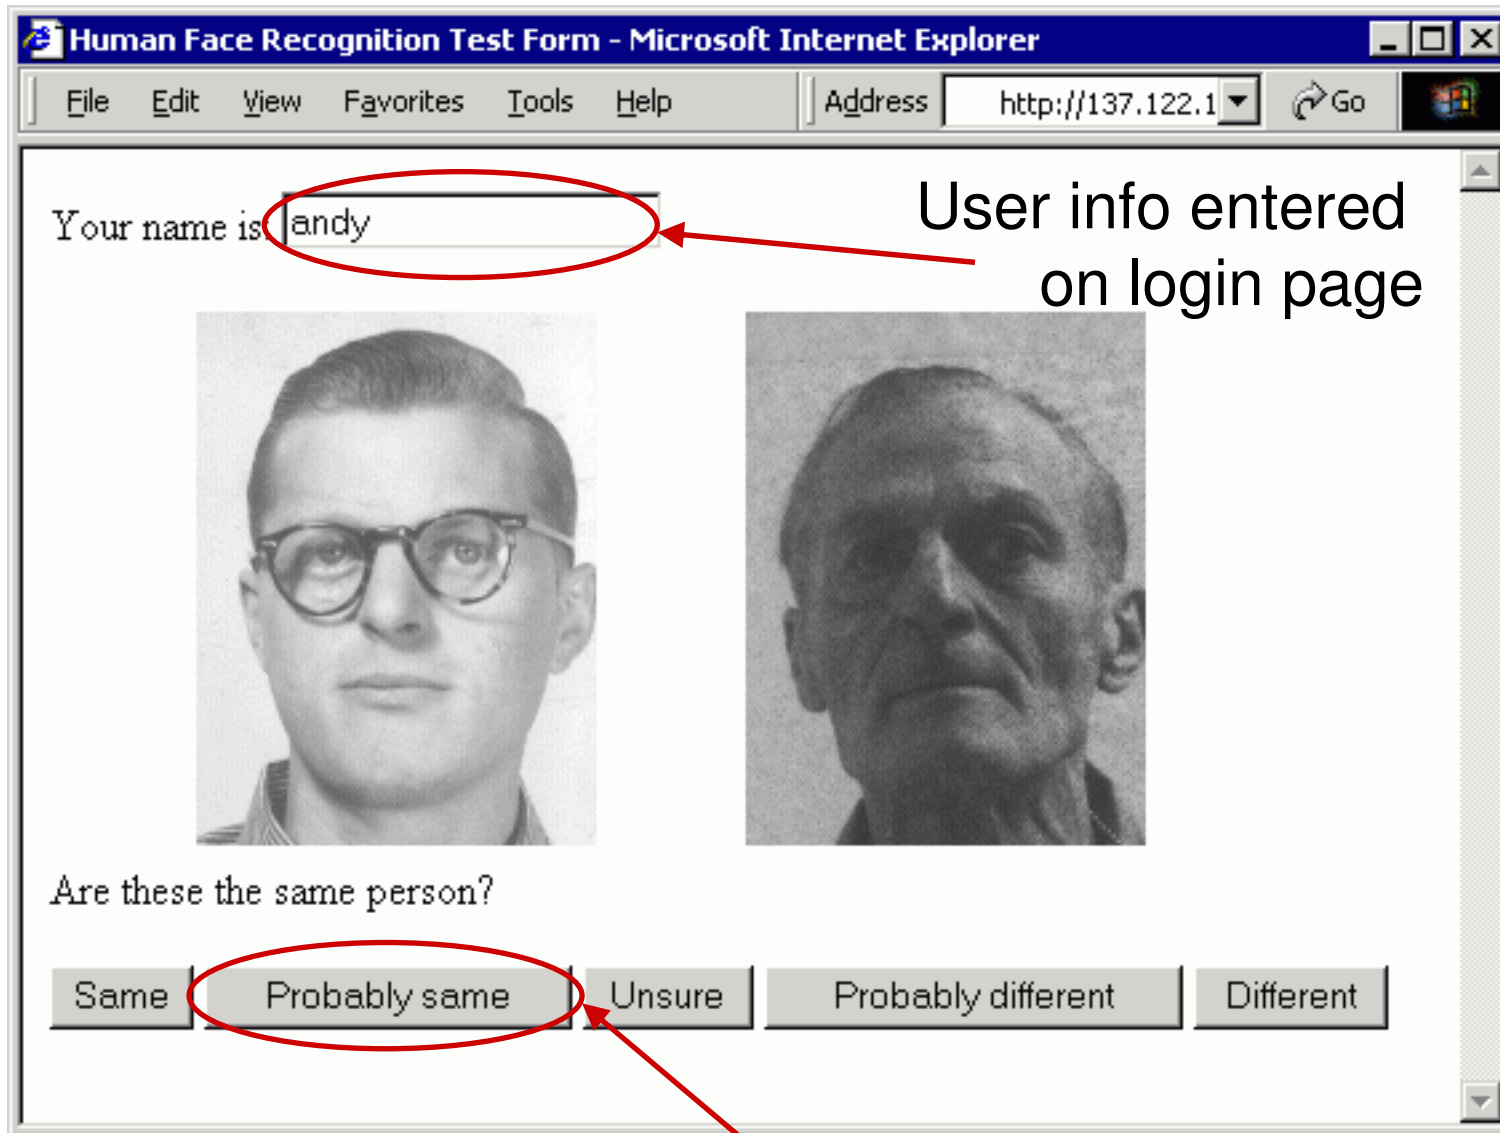 Human Face Recognition Test Form - Microsoft Internet Explorer
File Edit View Favorites Tools Help Address http://137.122.1 Go
Your name is: andy
User info entered
on login page
Are these the same person?
Same Probably same Unsure Probably different Different